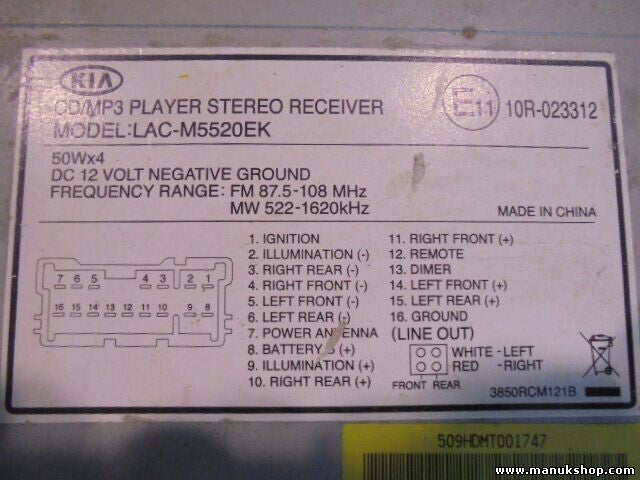 KIA
CD/MP3 PLAYER STEREO RECEIVER
MODEL:LAC-M5520EK
E11 10R-023312
50Wx4
DC 12 VOLT NEGATIVE GROUND
FREQUENCY RANGE: FM 87.5-108 MHz
MW 522-1620kHz
MADE IN CHINA
7 6 5 4 3 2 1
16 15 14 13 12 11 10 9 8
1. IGNITION
2. ILLUMINATION (-)
3. RIGHT REAR (-)
4. RIGHT FRONT (-)
5. LEFT FRONT (-)
6. LEFT REAR (-)
7. POWER ANTENNA
8. BATTERY B (+)
9. ILLUMINATION (+)
10. RIGHT REAR (+)
11. RIGHT FRONT (+)
12. REMOTE
13. DIMER
14. LEFT FRONT (+)
15. LEFT REAR (+)
16. GROUND
(LINE OUT)
WHITE - LEFT
RED - RIGHT
FRONT REAR
3850RCM121B
509HDMT001747
www.manukshop.com